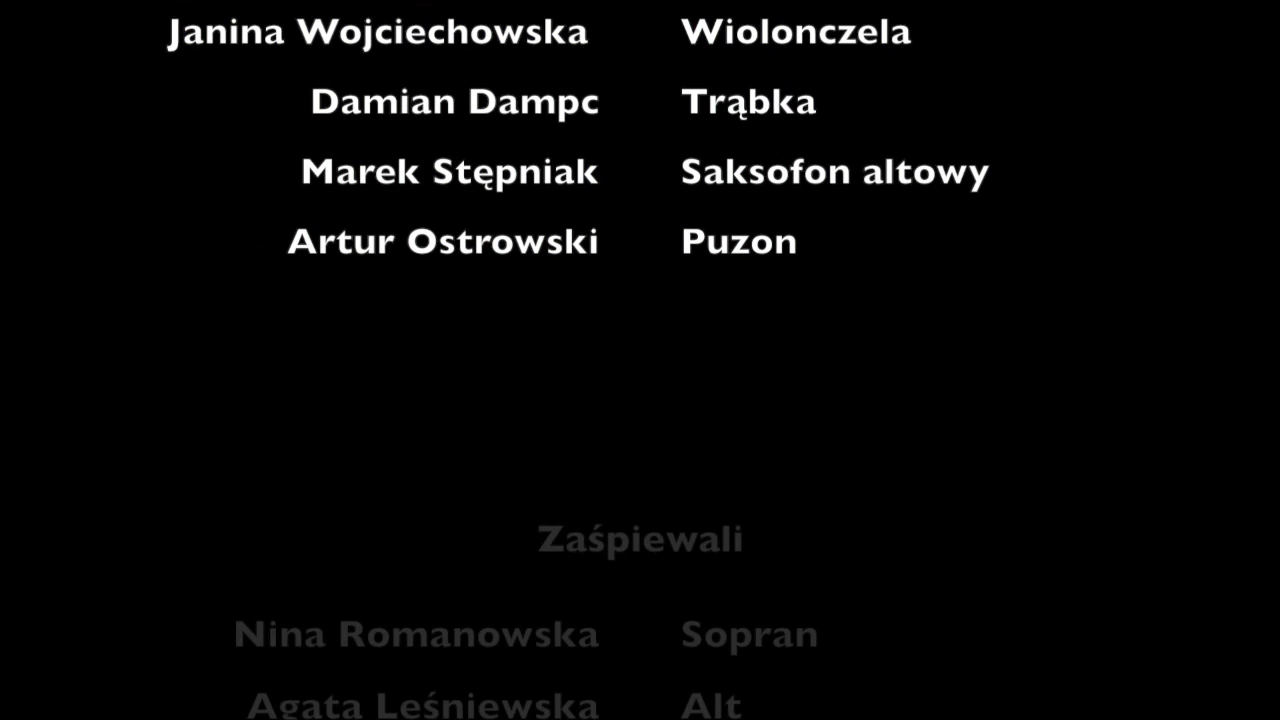 Janina Wojciechowska Wiolonczela
Damian Dampc Trąbka
Marek Stępniak Saksofon altowy
Artur Ostrowski Puzon
Zaśpiewali
Nina Romanowska Sopran
Agata Leśniewska Alt